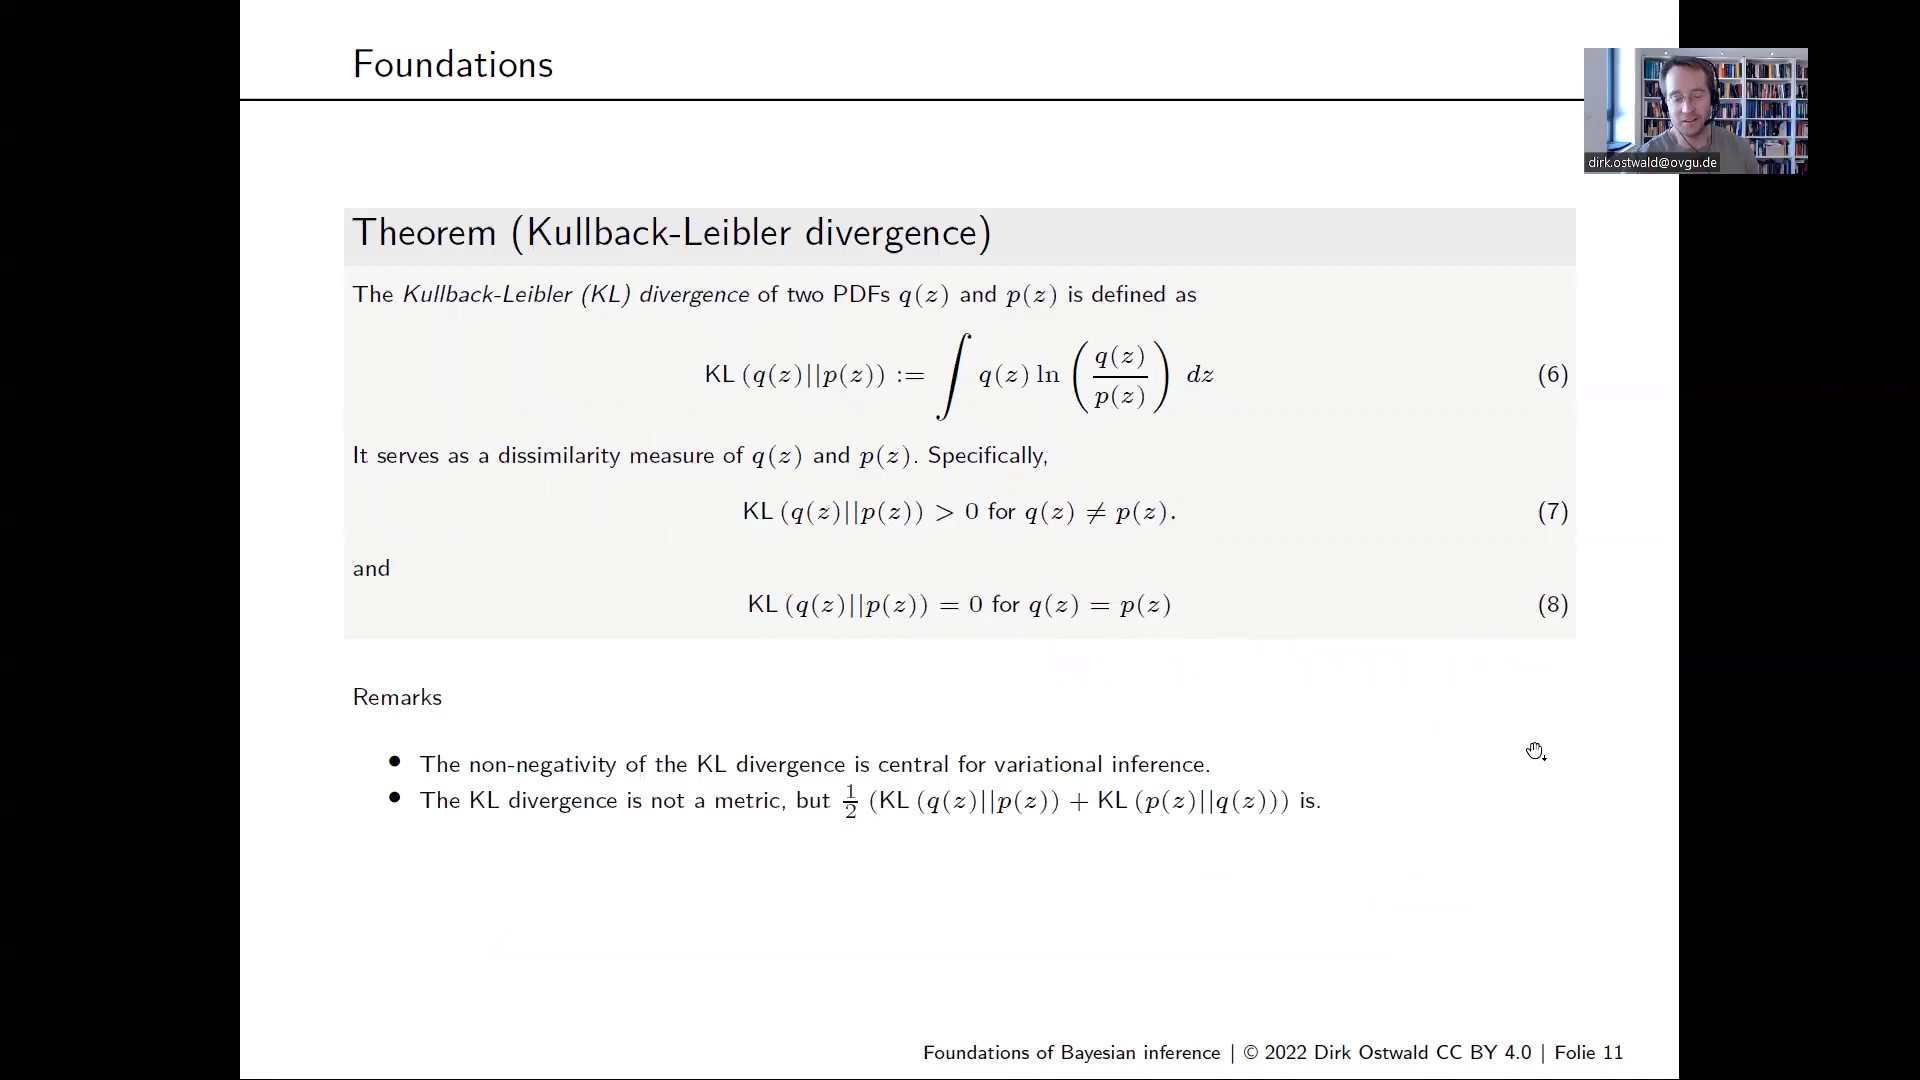 Foundations
dirk.ostwald@ovgu.de
Theorem (Kullback-Leibler divergence)
The Kullback-Leibler (KL) divergence of two PDFs q(z) and p(z) is defined as
KL (q(z)||p(z)) := ∫ q(z) ln (q(z)/p(z)) dz (6)
It serves as a dissimilarity measure of q(z) and p(z). Specifically,
KL (q(z)||p(z)) > 0 for q(z) ≠ p(z). (7)
and
KL (q(z)||p(z)) = 0 for q(z) = p(z) (8)
Remarks
• The non-negativity of the KL divergence is central for variational inference.
• The KL divergence is not a metric, but 1/2 (KL (q(z)||p(z)) + KL (p(z)||q(z))) is.
Foundations of Bayesian inference | © 2022 Dirk Ostwald CC BY 4.0 | Folie 11